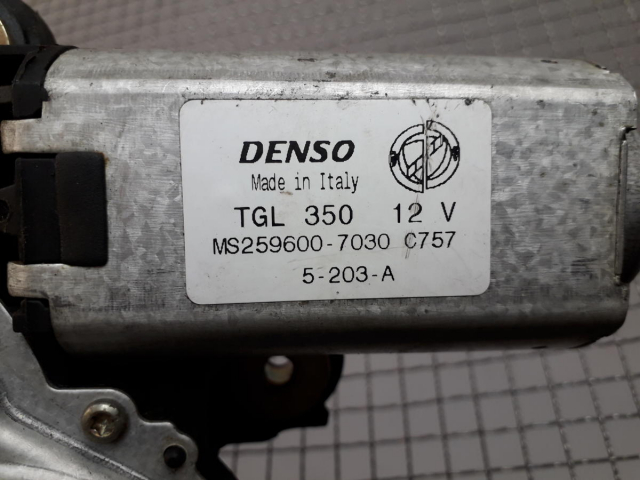 DENSO
Made in Italy
TGL 350 12 V
MS259600-7030 C757
5-203-A